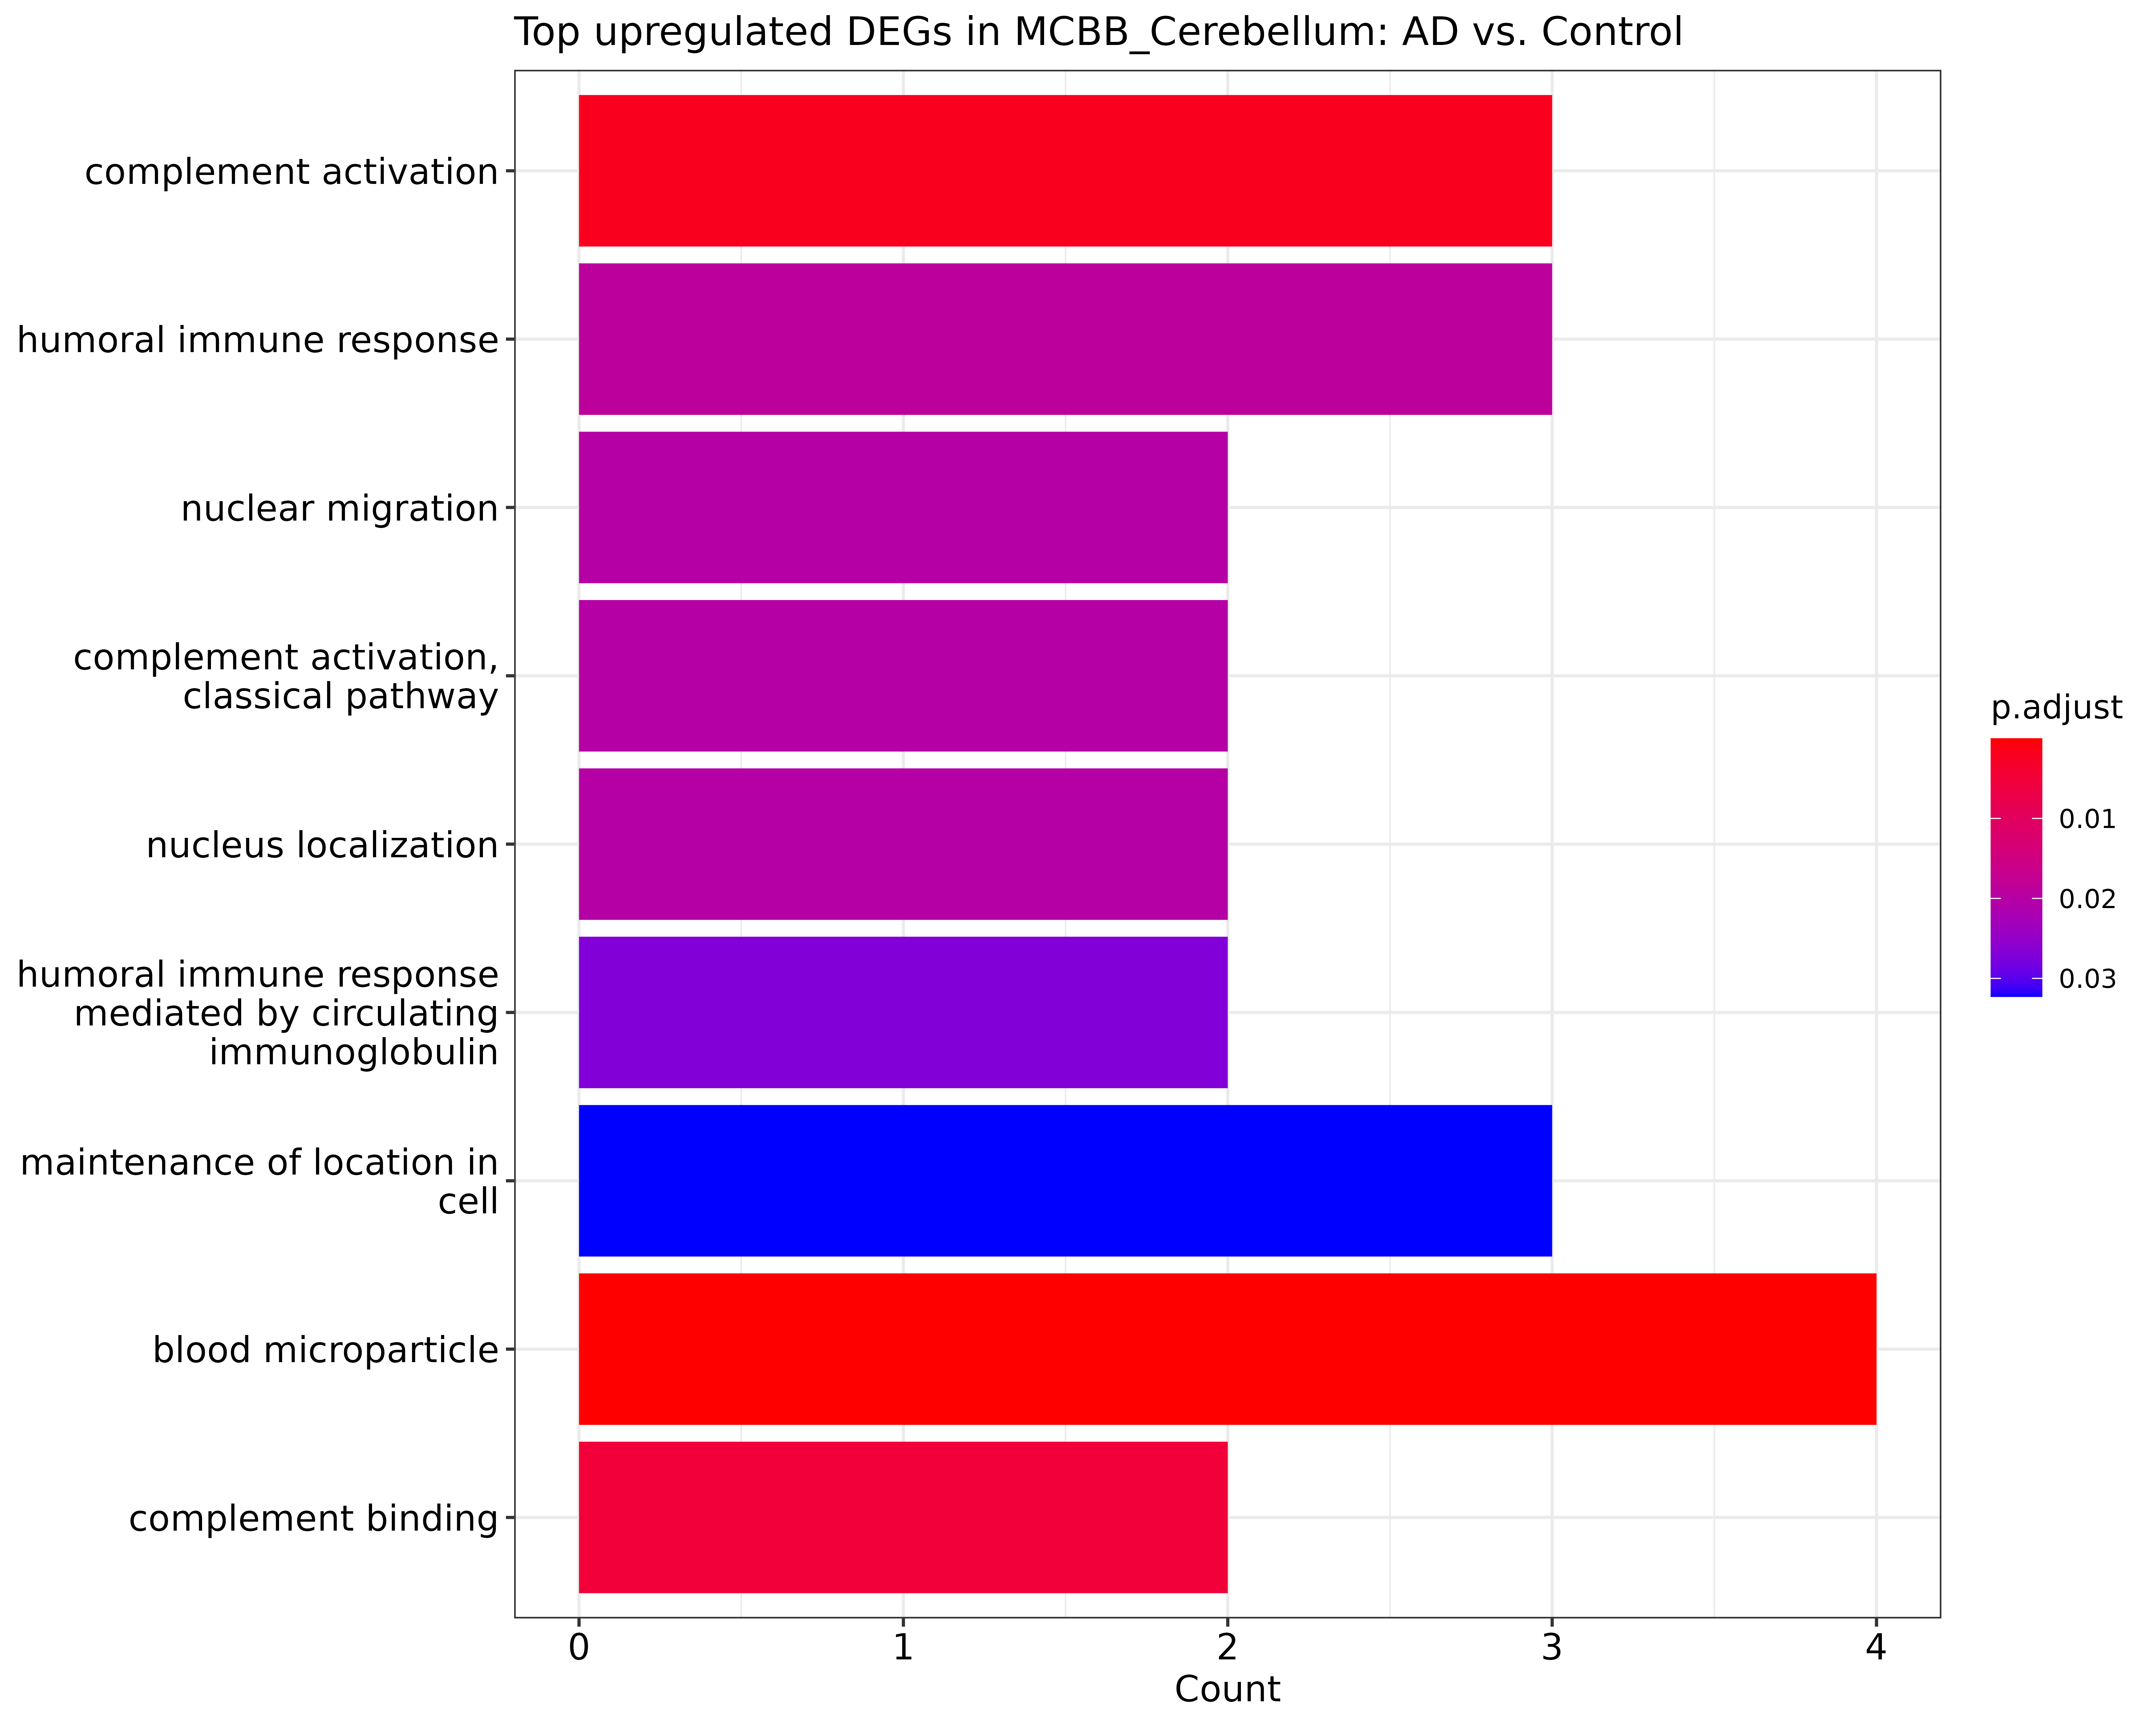 Top upregulated DEGs in MCBB_Cerebellum: AD vs. Control
complement activation
humoral immune response
nuclear migration
complement activation,
classical pathway
nucleus localization
humoral immune response
mediated by circulating
immunoglobulin
maintenance of location in
cell
blood microparticle
complement binding
0 1 2 3 4
Count
p.adjust
0.01
0.02
0.03